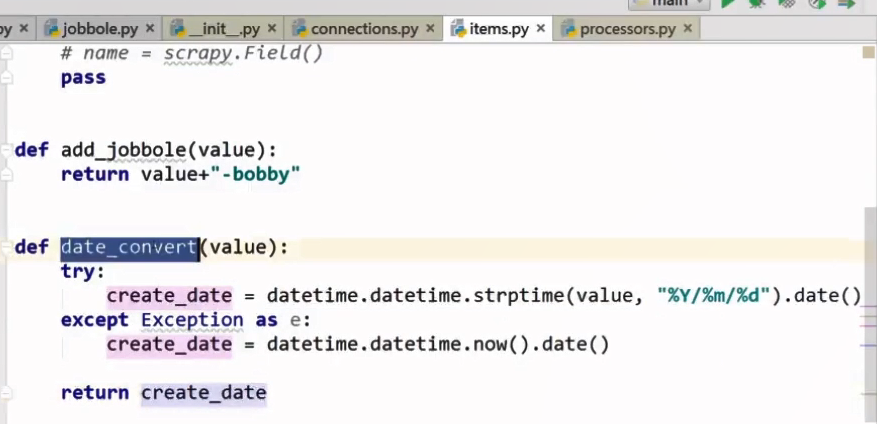 main
py × jobbole.py × __init__.py × connections.py × items.py × processors.py ×
# name = scrapy.Field()
pass
def add_jobbole(value):
return value+"-bobby"
def date_convert(value):
try:
create_date = datetime.datetime.strptime(value, "%Y/%m/%d").date()
except Exception as e:
create_date = datetime.datetime.now().date()
return create_date